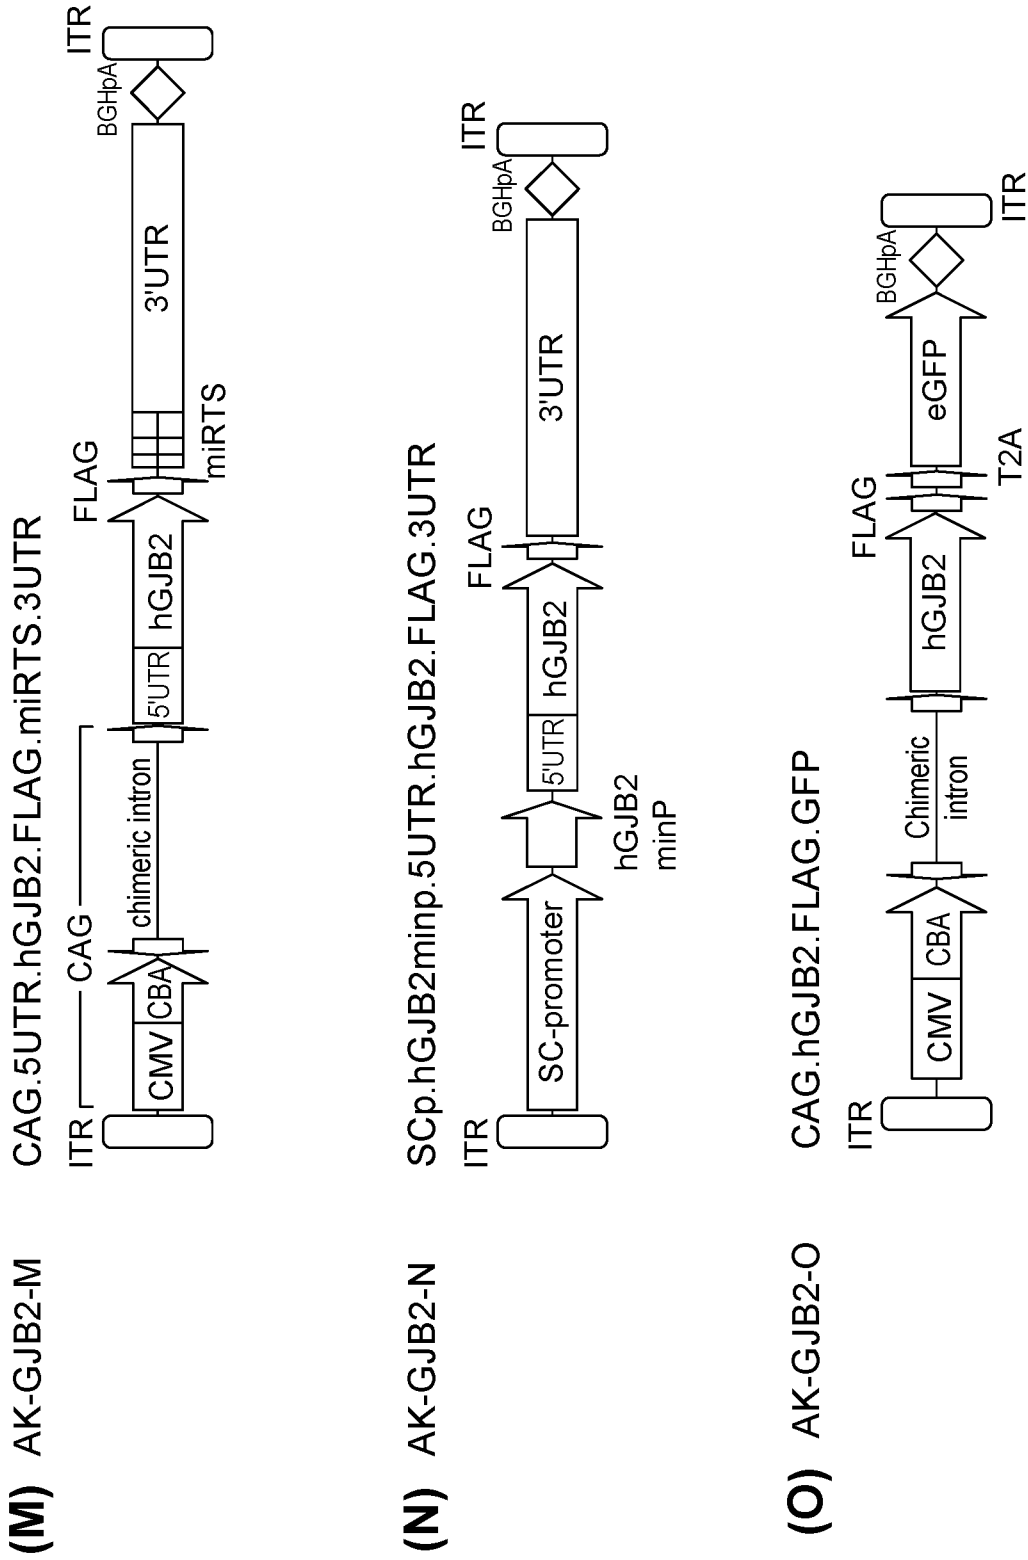 (M) AK-GJB2-M CAG.5UTR.hGJB2.FLAG.miRTS.3UTR
ITR
CAG
CMV
CBA
chimeric intron
5'UTR
hGJB2
FLAG
miRTS
3'UTR
BGHpA
ITR
(N) AK-GJB2-N SCp.hGJB2minp.5UTR.hGJB2.FLAG.3UTR
ITR
SC-promoter
hGJB2
minP
5'UTR
hGJB2
FLAG
3'UTR
BGHpA
ITR
(O) AK-GJB2-O CAG.hGJB2.FLAG.GFP
ITR
CMV
CBA
Chimeric
intron
hGJB2
FLAG
T2A
eGFP
BGHpA
ITR